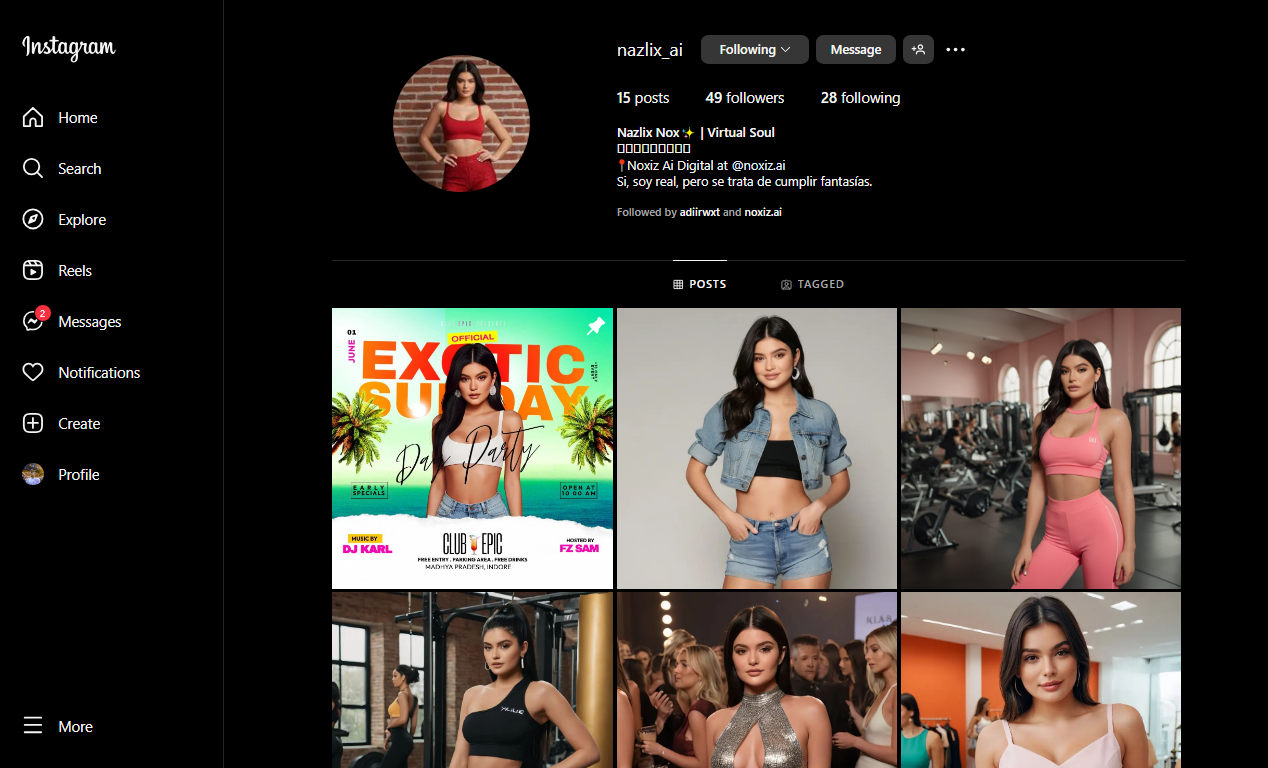 Instagram
Home
Search
Explore
Reels
2
Messages
Notifications
Create
Profile
More
nazlix_ai
Following
Message
15 posts
49 followers
28 following
Nazlix Nox✨ | Virtual Soul
📍Noxiz Ai Digital at @noxiz.ai
Si, soy real, pero se trata de cumplir fantasías.
Followed by adiirwxt and noxiz.ai
POSTS
TAGGED
01
JUNE
OFFICIAL
EXOTIC
SUNDAY
Day Party
EARLY
SPECIALS
OPEN AT
10 00 AM
MUSIC BY
DJ KARL
CLUB EPIC
FREE ENTRY . PARKING AREA . FREE DRINKS
MADHYA PRADESH, INDORE
HOSTED BY
FZ SAM